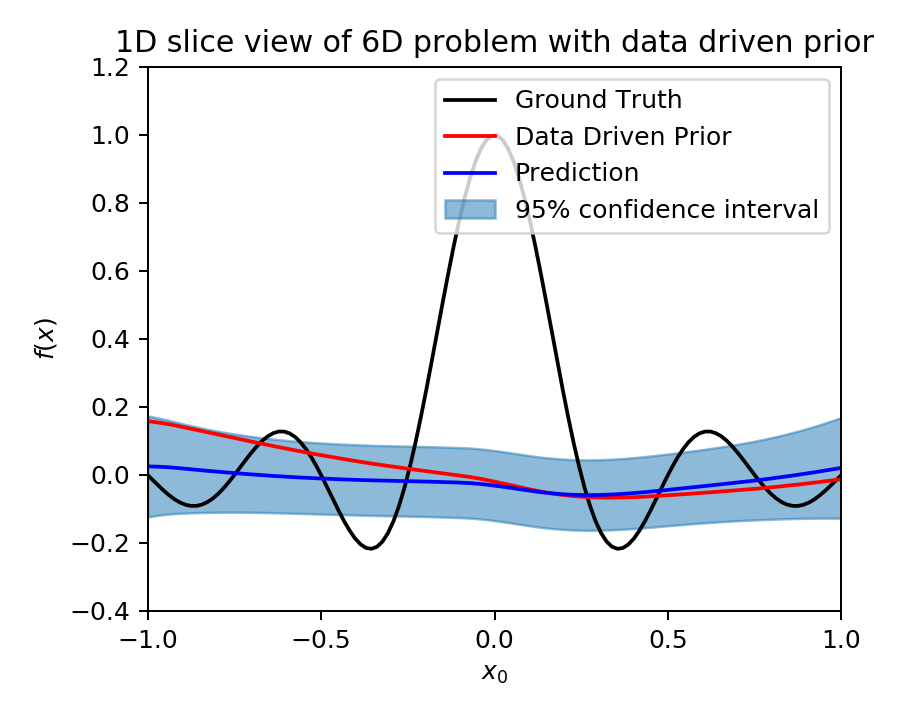 1D slice view of 6D problem with data driven prior
1.2
1.0
0.8
0.6
0.4
0.2
0.0
−0.2
−0.4
f(x)
Ground Truth
Data Driven Prior
Prediction
95% confidence interval
−1.0 −0.5 0.0 0.5 1.0
x₀